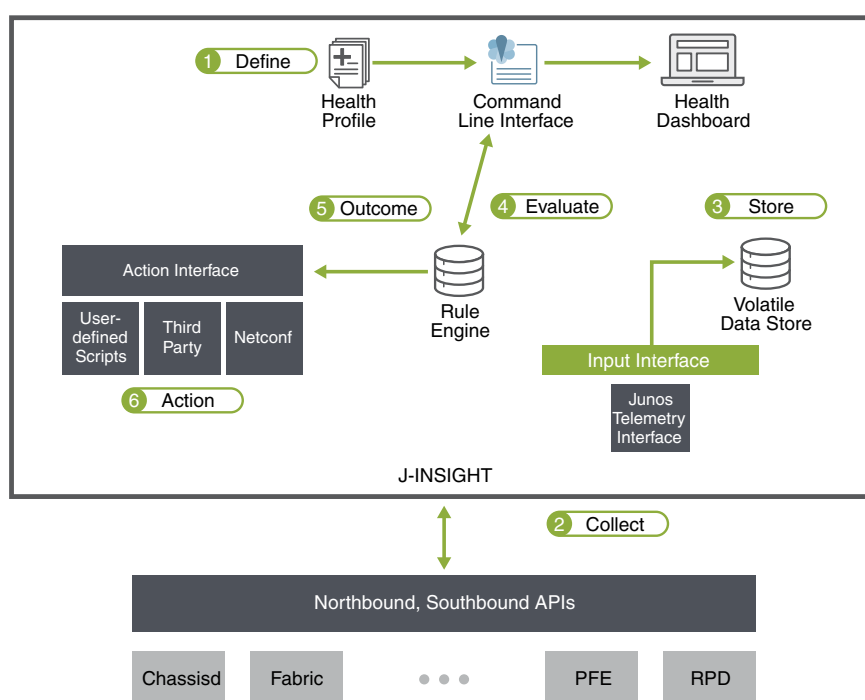 1 Define
Health
Profile
Command
Line Interface
Health
Dashboard
5 Outcome
4 Evaluate
3 Store
Action Interface
User-
defined
Scripts
Third
Party
Netconf
Rule
Engine
Volatile
Data Store
Input Interface
6 Action
Junos
Telemetry
Interface
J-INSIGHT
2 Collect
Northbound, Southbound APIs
Chassisd
Fabric
PFE
RPD